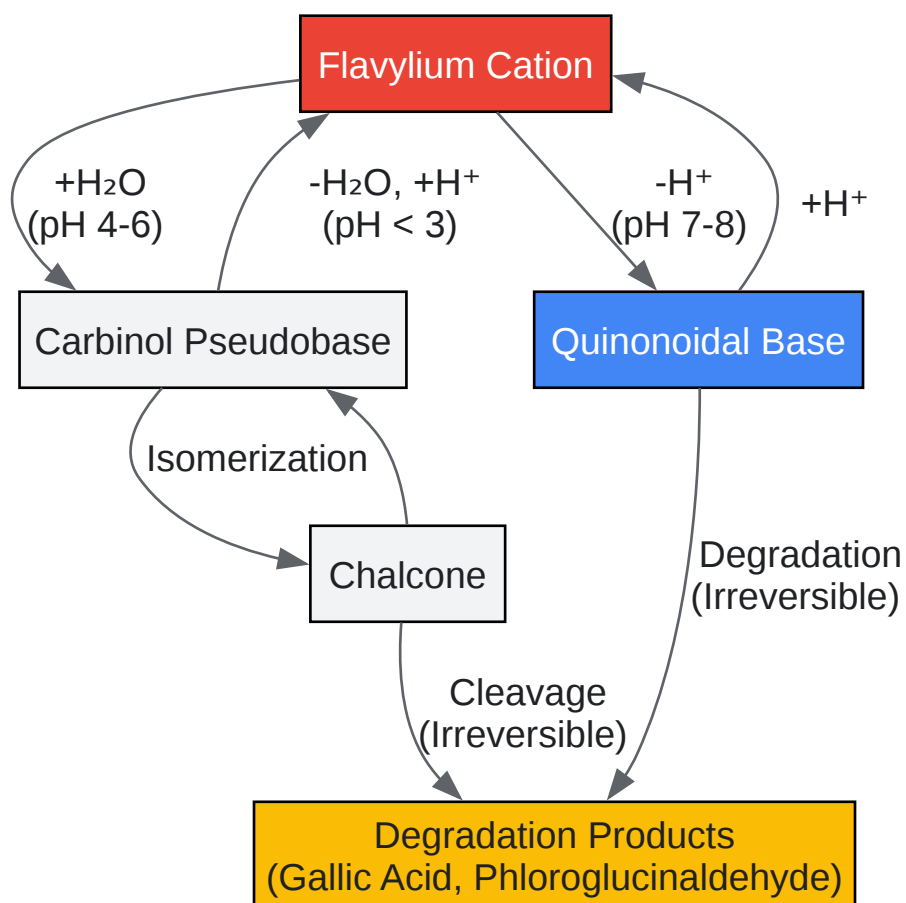 Flavylium Cation
+H₂O
(pH 4-6)
-H₂O, +H⁺
(pH < 3)
-H⁺
(pH 7-8)
+H⁺
Carbinol Pseudobase
Quinonoidal Base
Isomerization
Chalcone
Degradation
(Irreversible)
Cleavage
(Irreversible)
Degradation Products
(Gallic Acid, Phloroglucinaldehyde)